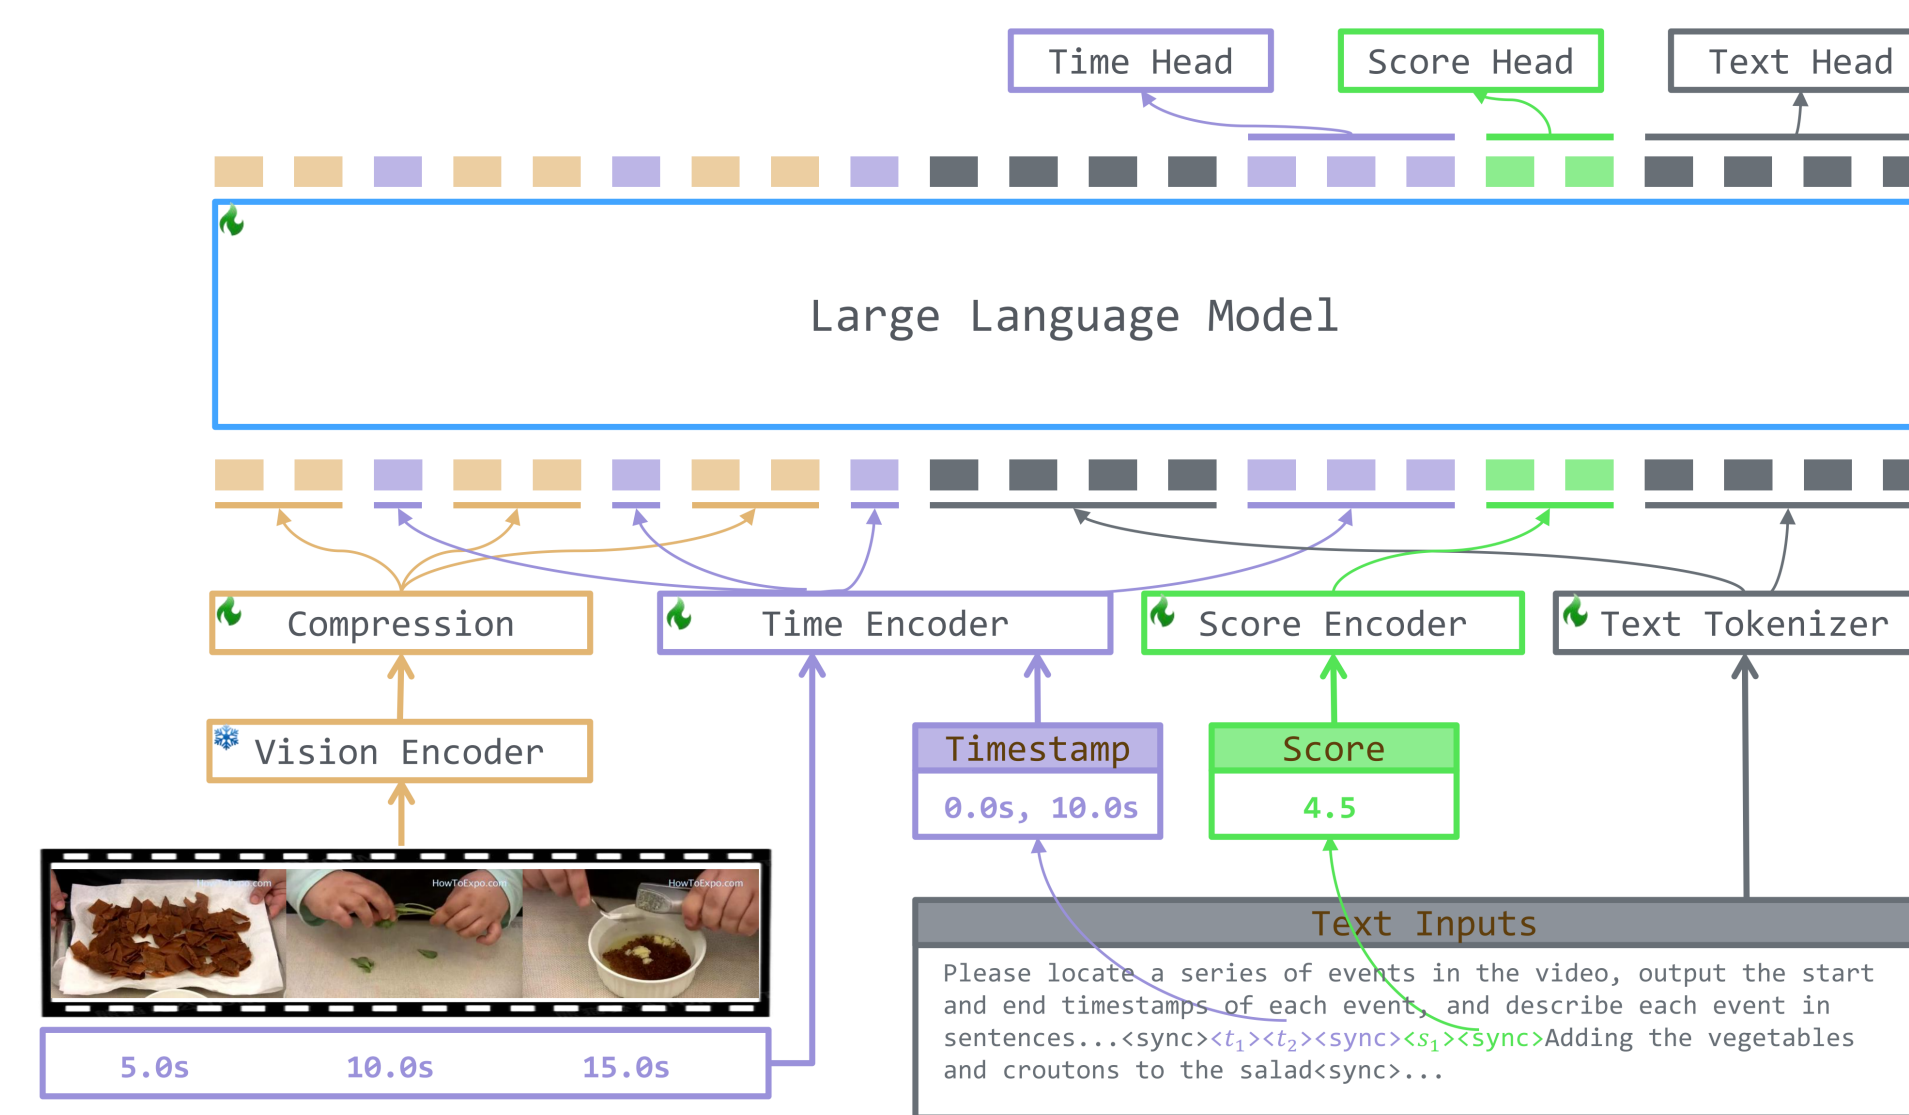 Time Head
Score Head
Text Head
Large Language Model
Compression
Time Encoder
Score Encoder
Text Tokenizer
Vision Encoder
Timestamp
0.0s, 10.0s
Score
4.5
HowToExpo.com
HowToExpo.com
HowToExpo.com
5.0s 10.0s 15.0s
Text Inputs
Please locate a series of events in the video, output the start
and end timestamps of each event, and describe each event in
sentences...<sync><t₁><t₂><sync><s₁><sync>Adding the vegetables
and croutons to the salad<sync>...